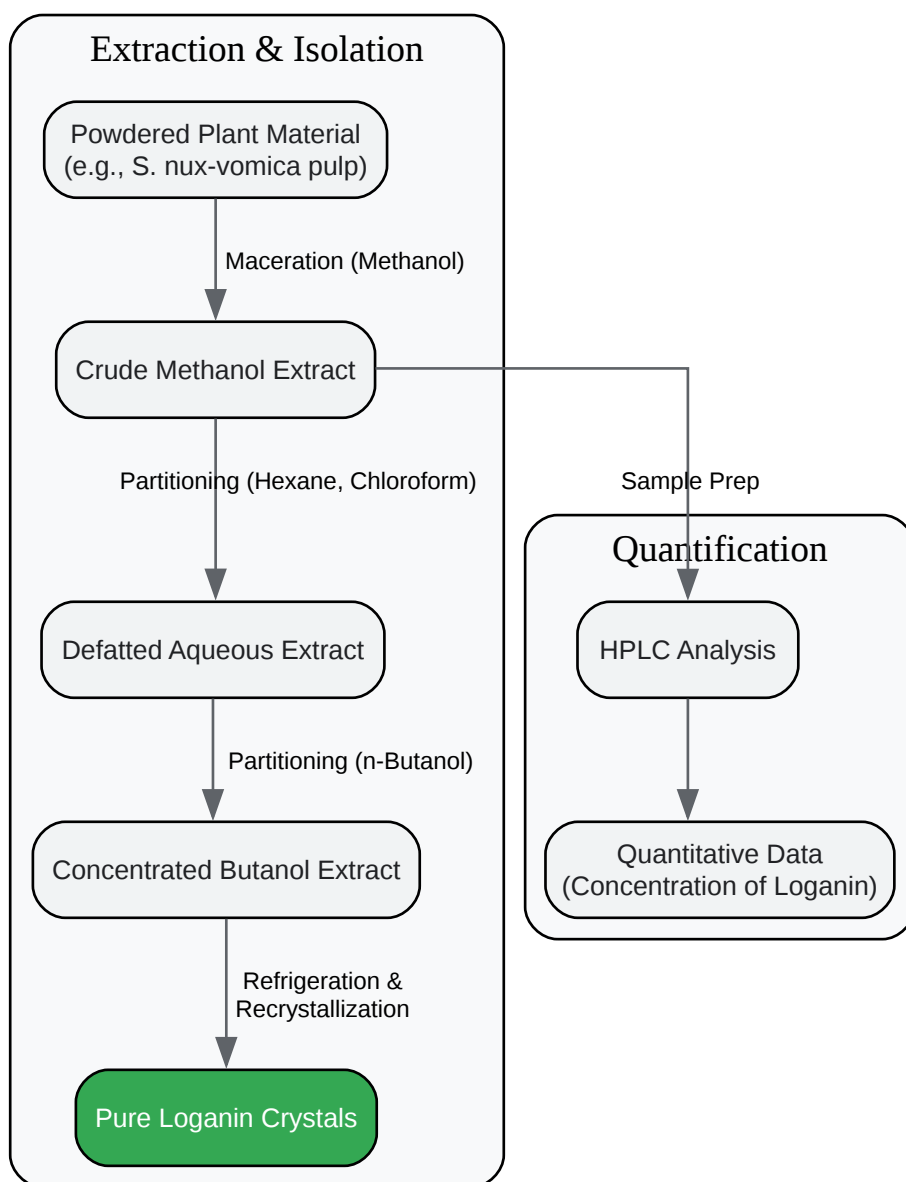 Extraction & Isolation
Powdered Plant Material
(e.g., S. nux-vomica pulp)
Maceration (Methanol)
Crude Methanol Extract
Partitioning (Hexane, Chloroform)
Defatted Aqueous Extract
Partitioning (n-Butanol)
Concentrated Butanol Extract
Refrigeration &
Recrystallization
Pure Loganin Crystals
Sample Prep
Quantification
HPLC Analysis
Quantitative Data
(Concentration of Loganin)